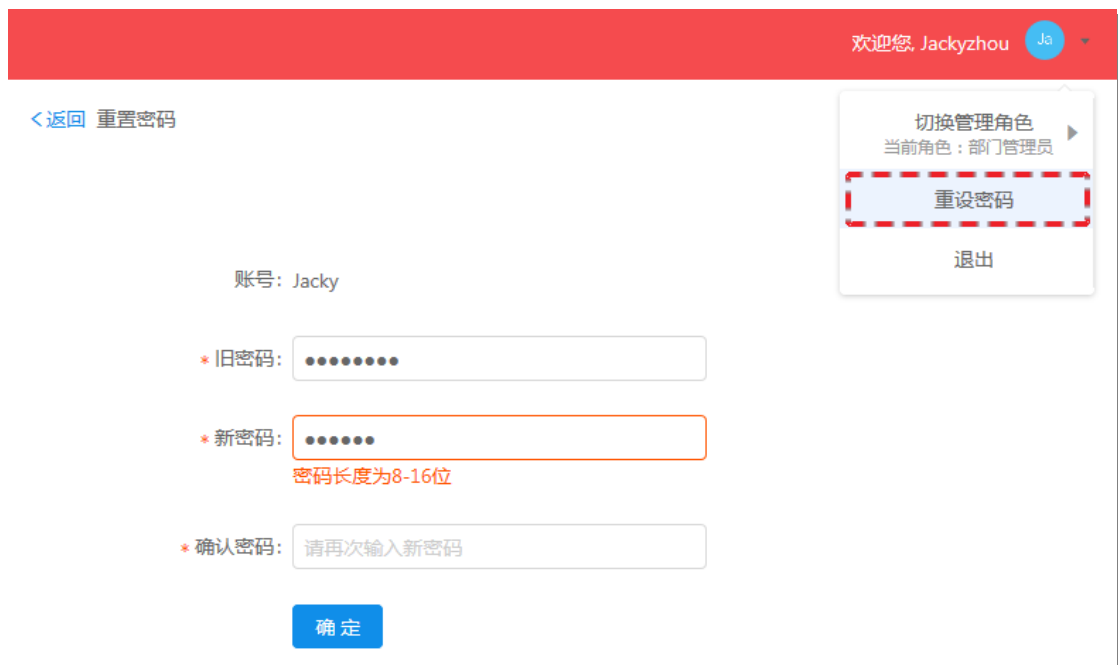 欢迎您, Jackyzhou Ja
<返回 重置密码
切换管理角色
当前角色：部门管理员
重设密码
退出
账号: Jacky
* 旧密码: ●●●●●●●●
* 新密码: ●●●●●●
密码长度为8-16位
* 确认密码: 请再次输入新密码
确 定